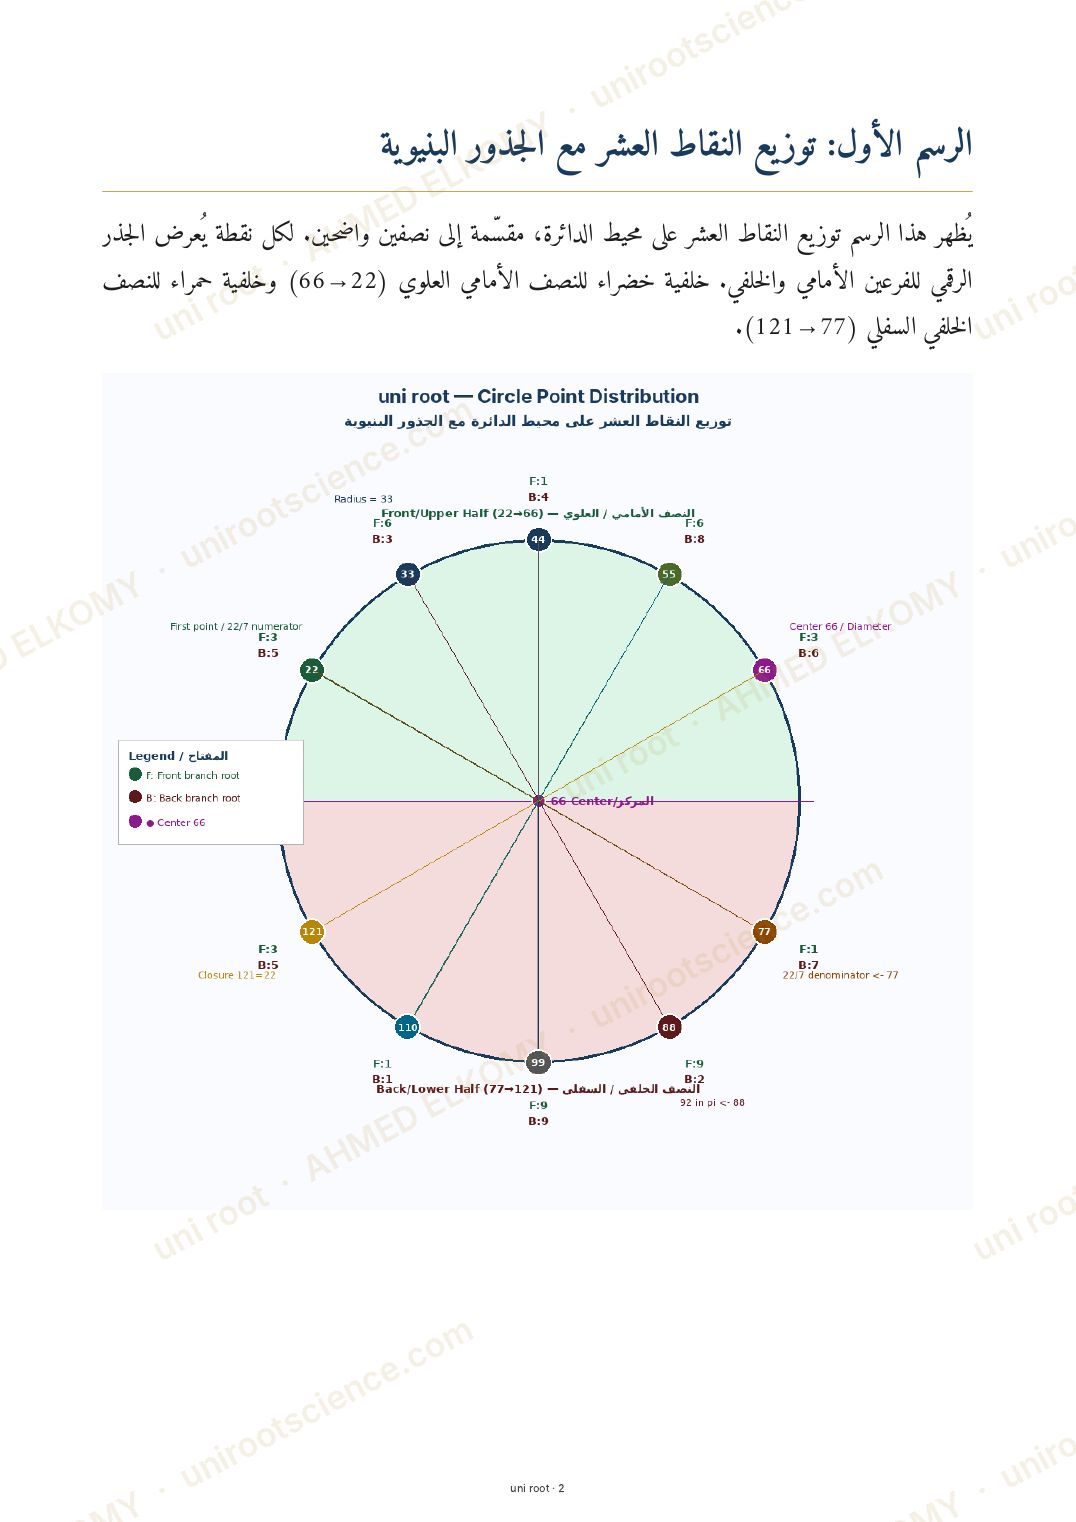 الرسم الأول: توزيع النقاط العشر مع الجذور البنيوية
يُظهر هذا الرسم توزيع النقاط العشر على محيط الدائرة، مقسّمة إلى نصفين واضحين. لكل نقطة يُعرض الجذر
الرقمي للفرعين الأمامي والخلفي. خلفية خضراء للنصف الأمامي العلوي (22→66) وخلفية حمراء للنصف
الخلفي السفلي (77→121).
uni root — Circle Point Distribution
توزيع النقاط العشر على محيط الدائرة مع الجذور البنيوية
F:1
B:4
Radius = 33
Front/Upper Half (22→66) — النصف الأمامي / العلوي
F:6
B:3
F:6
B:8
44
33
55
First point / 22/7 numerator
F:3
B:5
Center 66 / Diameter
F:3
B:6
22
66
Legend / المفتاح
F: Front branch root
B: Back branch root
● Center 66
66 Center/المركز
121
77
F:3
B:5
Closure 121=22
F:1
B:7
22/7 denominator <- 77
110
88
99
F:1
B:1
F:9
B:2
Back/Lower Half (77→121) — النصف الخلفي / السفلي
92 in pi <- 88
F:9
B:9
uni root · AHMED ELKOMY · unirootscience.com
uni root · 2